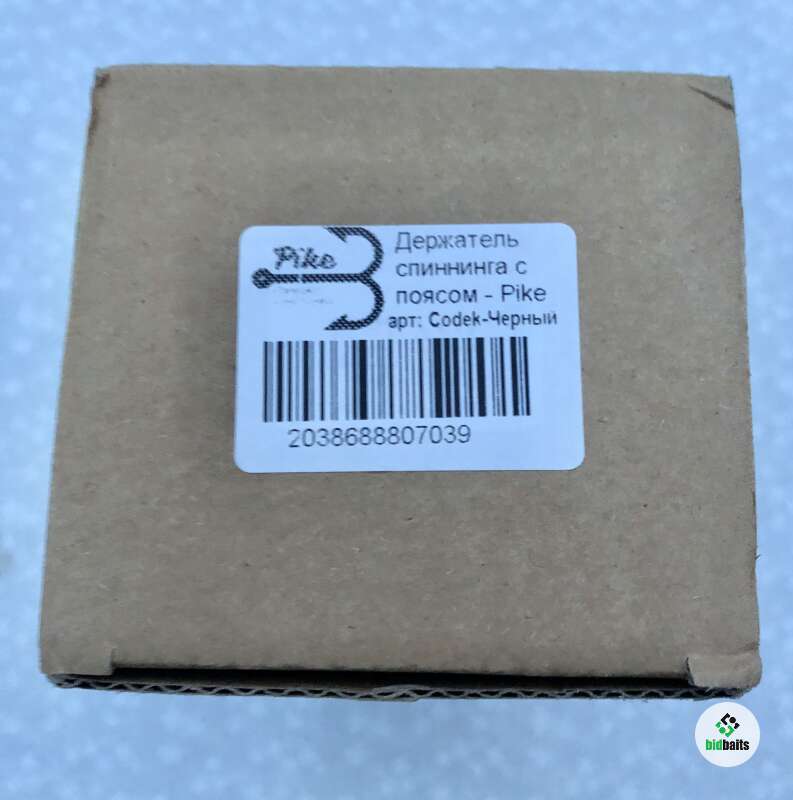 Pike
Держатель
спиннинга с
поясом - Pike
арт: Codek-Черный
2038688807039
bidbaits